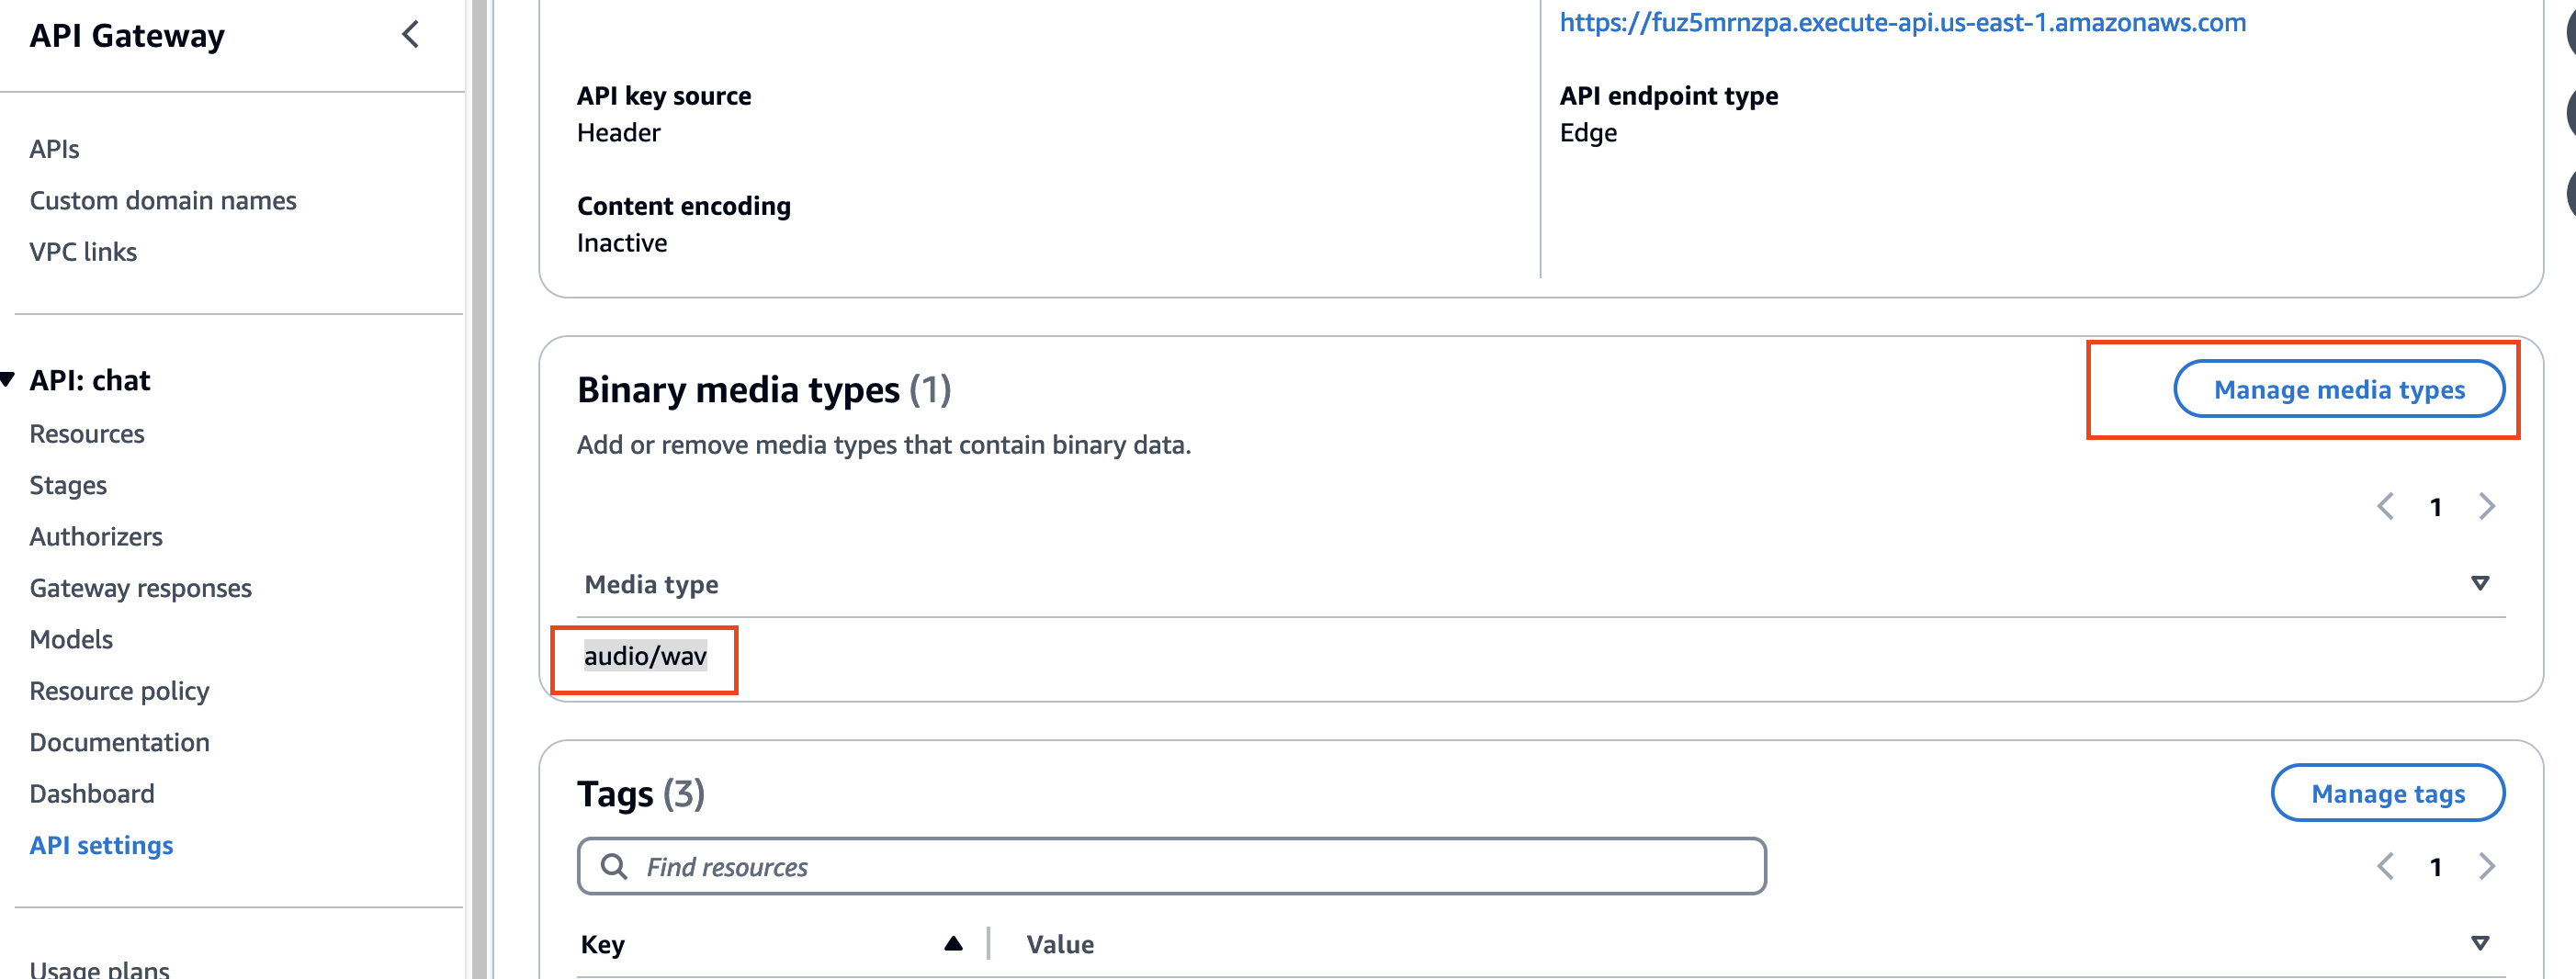 API Gateway
APIs
Custom domain names
VPC links
API: chat
Resources
Stages
Authorizers
Gateway responses
Models
Resource policy
Documentation
Dashboard
API settings
Usage plans
https://fuz5mrnzpa.execute-api.us-east-1.amazonaws.com
API key source
Header
API endpoint type
Edge
Content encoding
Inactive
Binary media types (1)
Manage media types
Add or remove media types that contain binary data.
1
Media type
audio/wav
Tags (3)
Manage tags
Find resources
1
Key
Value